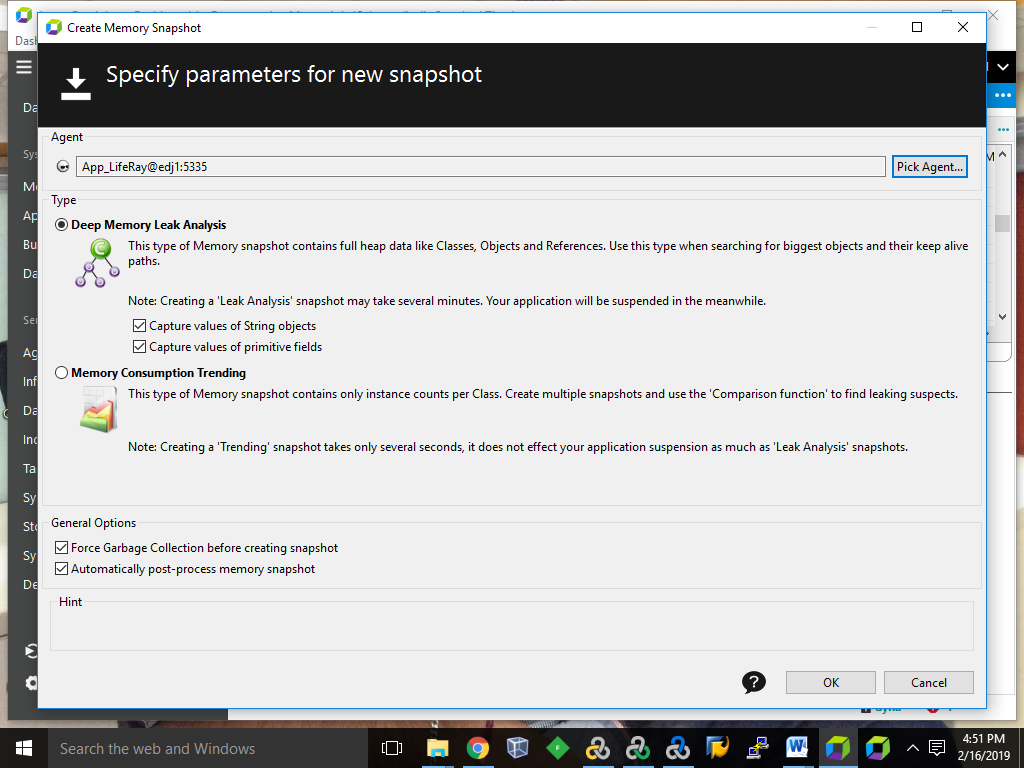 Create Memory Snapshot
Dash
Specify parameters for new snapshot
Agent
App_LifeRay@edj1:5335
Pick Agent...
Type
Deep Memory Leak Analysis
This type of Memory snapshot contains full heap data like Classes, Objects and References. Use this type when searching for biggest objects and their keep alive
paths.
Note: Creating a 'Leak Analysis' snapshot may take several minutes. Your application will be suspended in the meanwhile.
Capture values of String objects
Capture values of primitive fields
Memory Consumption Trending
This type of Memory snapshot contains only instance counts per Class. Create multiple snapshots and use the 'Comparison function' to find leaking suspects.
Note: Creating a 'Trending' snapshot takes only several seconds, it does not effect your application suspension as much as 'Leak Analysis' snapshots.
General Options
Force Garbage Collection before creating snapshot
Automatically post-process memory snapshot
Hint
OK
Cancel
Search the web and Windows
4:51 PM
2/16/2019